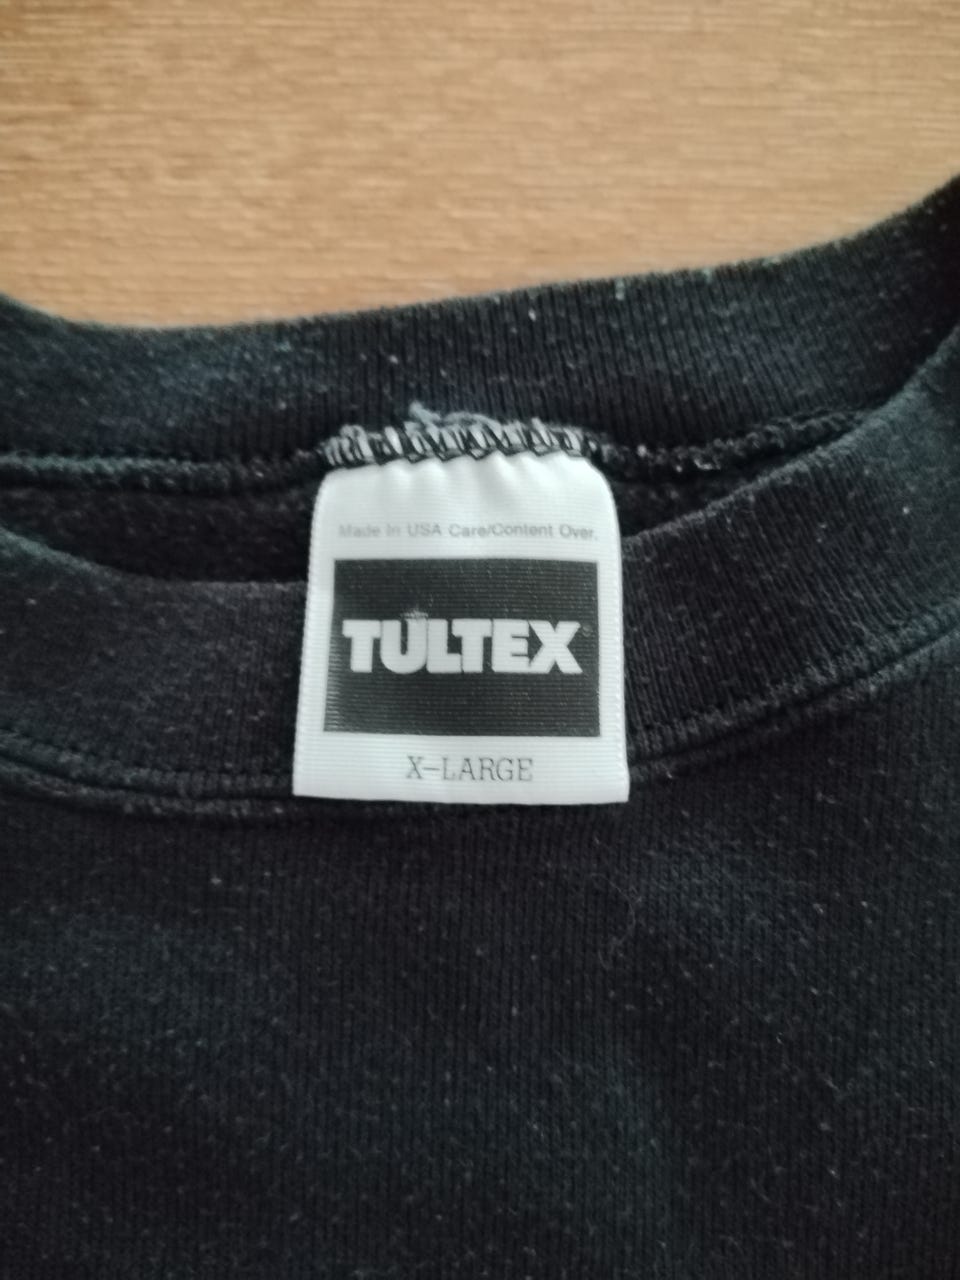 Made In USA Care/Content Over.
TULTEX
X-LARGE